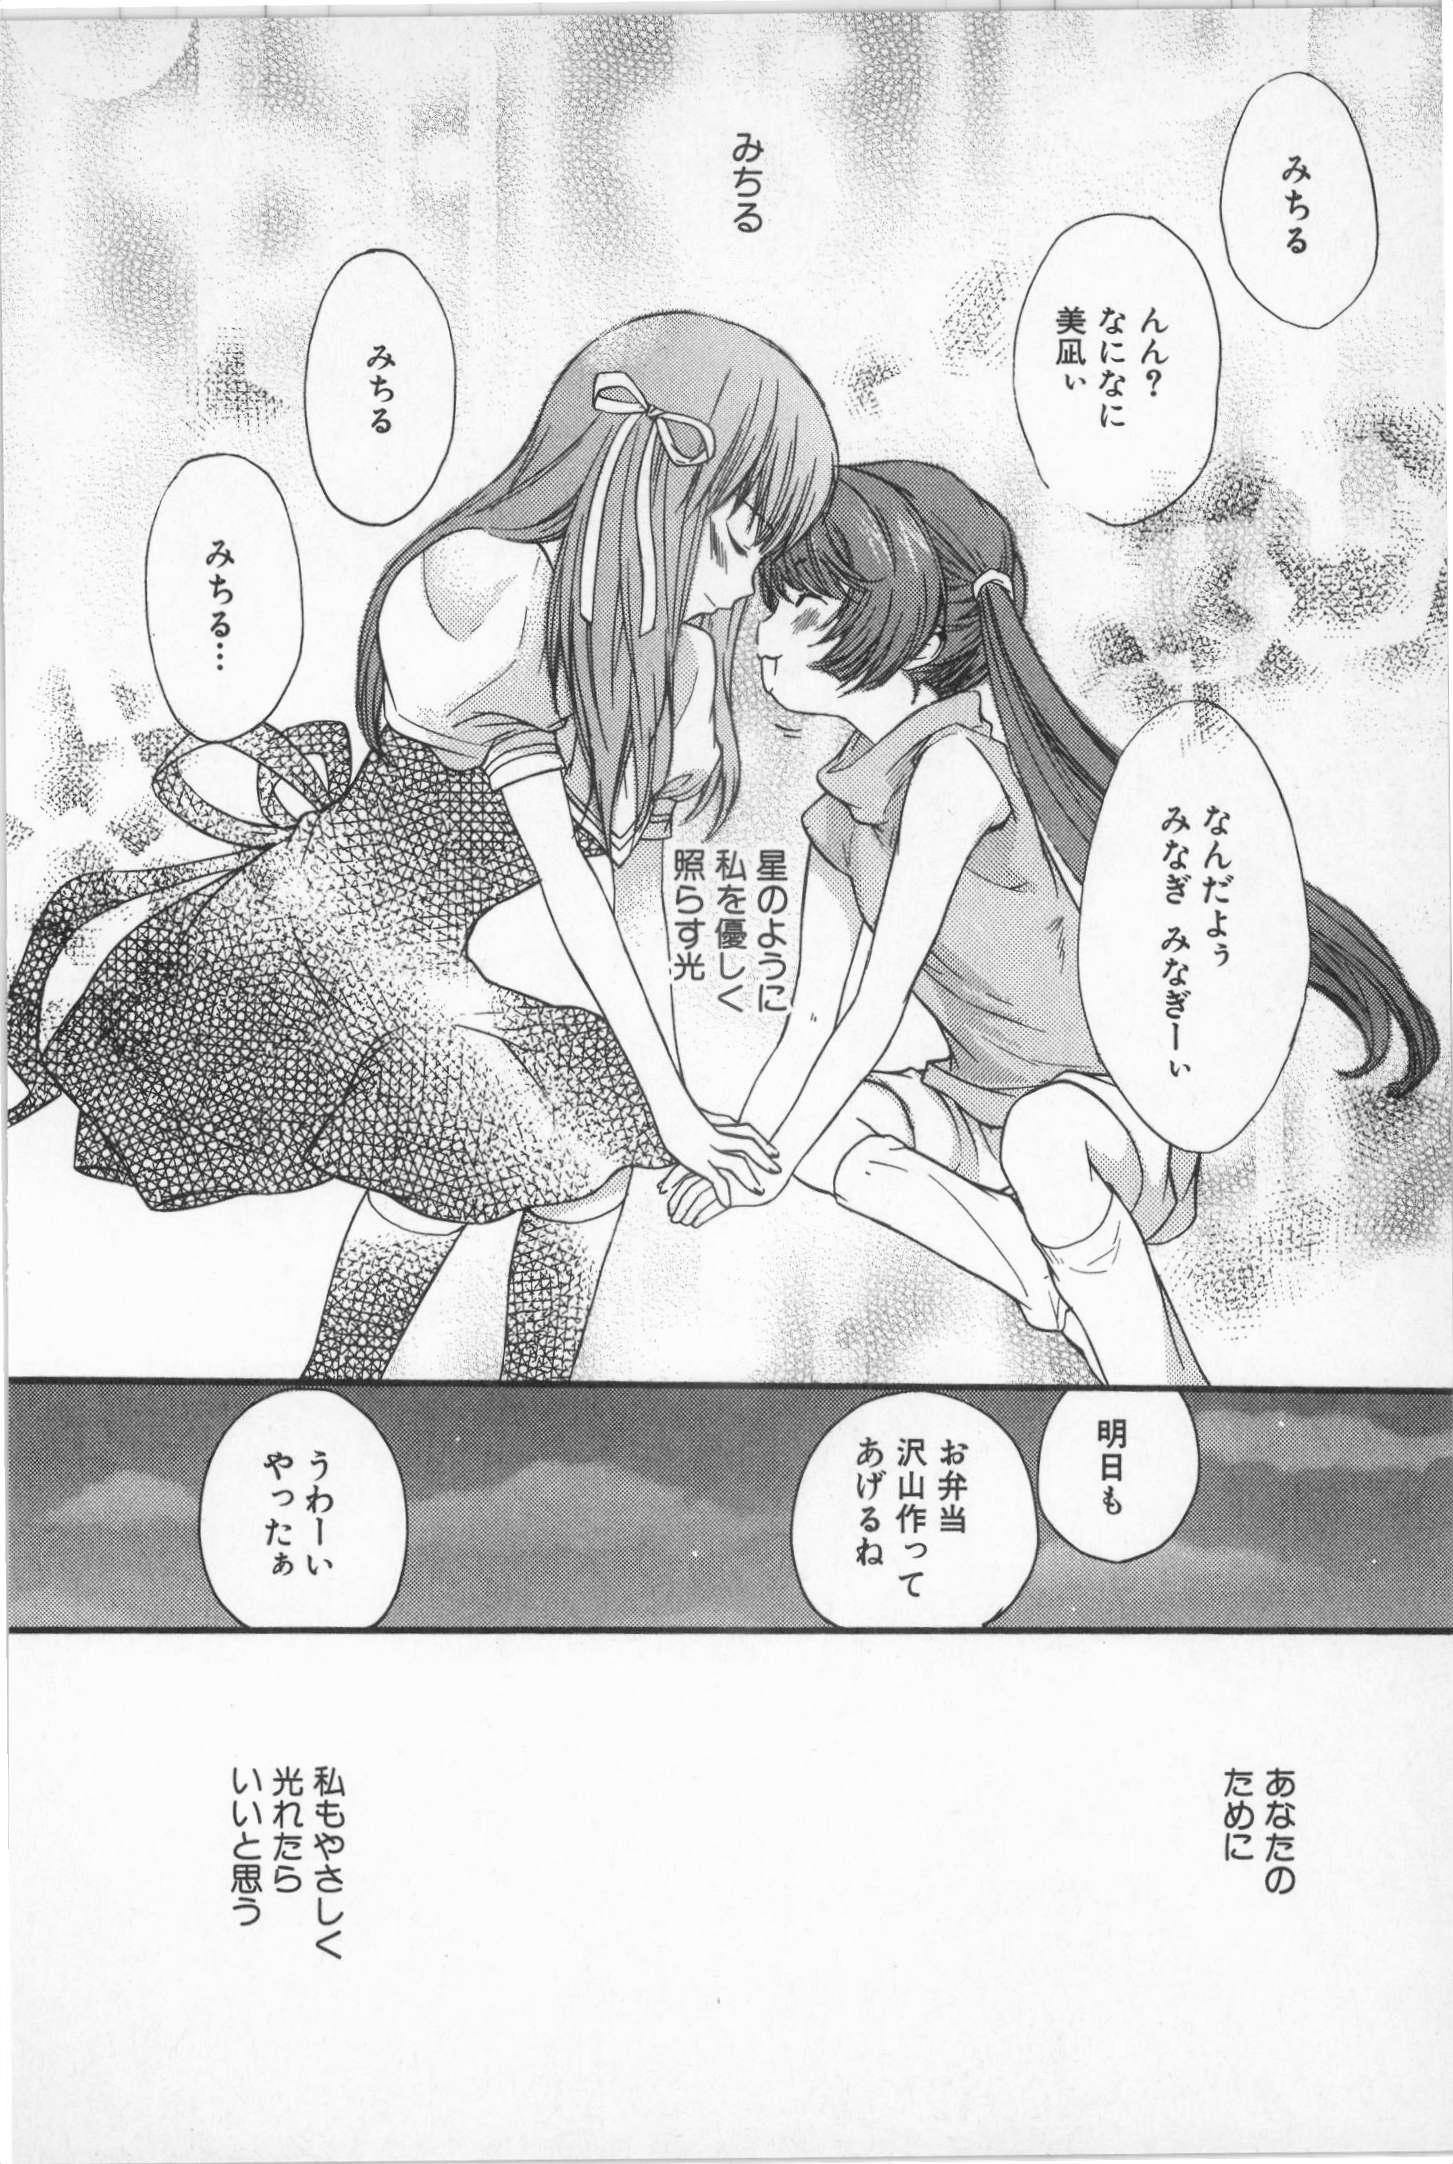 みちる
んん？
なになに
美凪ぃ
みちる
みちる
みちる…
なんだよぅ
みなぎ みなぎーぃ
星のように
私を優しく
照らす光
明日も
お弁当
沢山作って
あげるね
うわーい
やったぁ
あなたの
ために
私もやさしく
光れたら
いいと思う